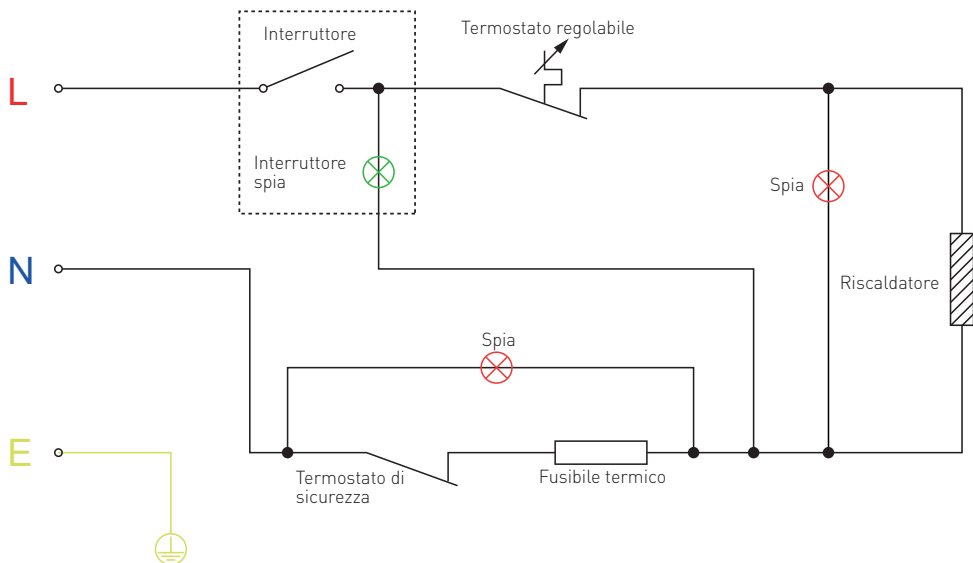 Interruttore
Termostato regolabile
L
Interruttore
spia
Spia
N
Riscaldatore
Spia
E
Termostato di
sicurezza
Fusibile termico